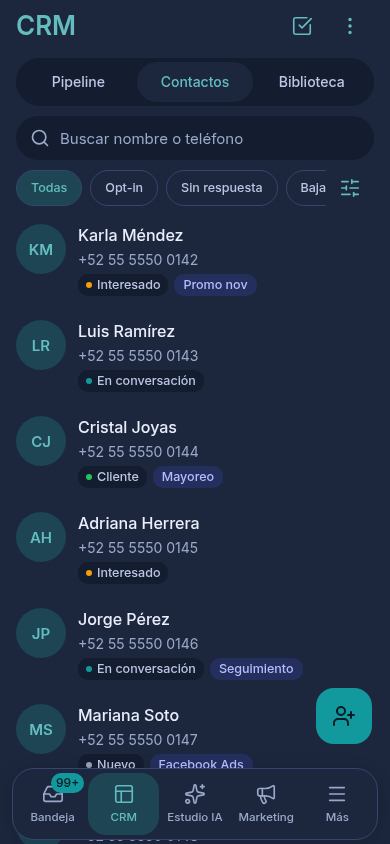 CRM
Pipeline
Contactos
Biblioteca
Buscar nombre o teléfono
Todas
Opt-in
Sin respuesta
Baja
KM
Karla Méndez
+52 55 5550 0142
Interesado
Promo nov
LR
Luis Ramírez
+52 55 5550 0143
En conversación
CJ
Cristal Joyas
+52 55 5550 0144
Cliente
Mayoreo
AH
Adriana Herrera
+52 55 5550 0145
Interesado
JP
Jorge Pérez
+52 55 5550 0146
En conversación
Seguimiento
MS
Mariana Soto
+52 55 5550 0147
Nuevo
Facebook Ads
99+
Bandeja
CRM
Estudio IA
Marketing
Más